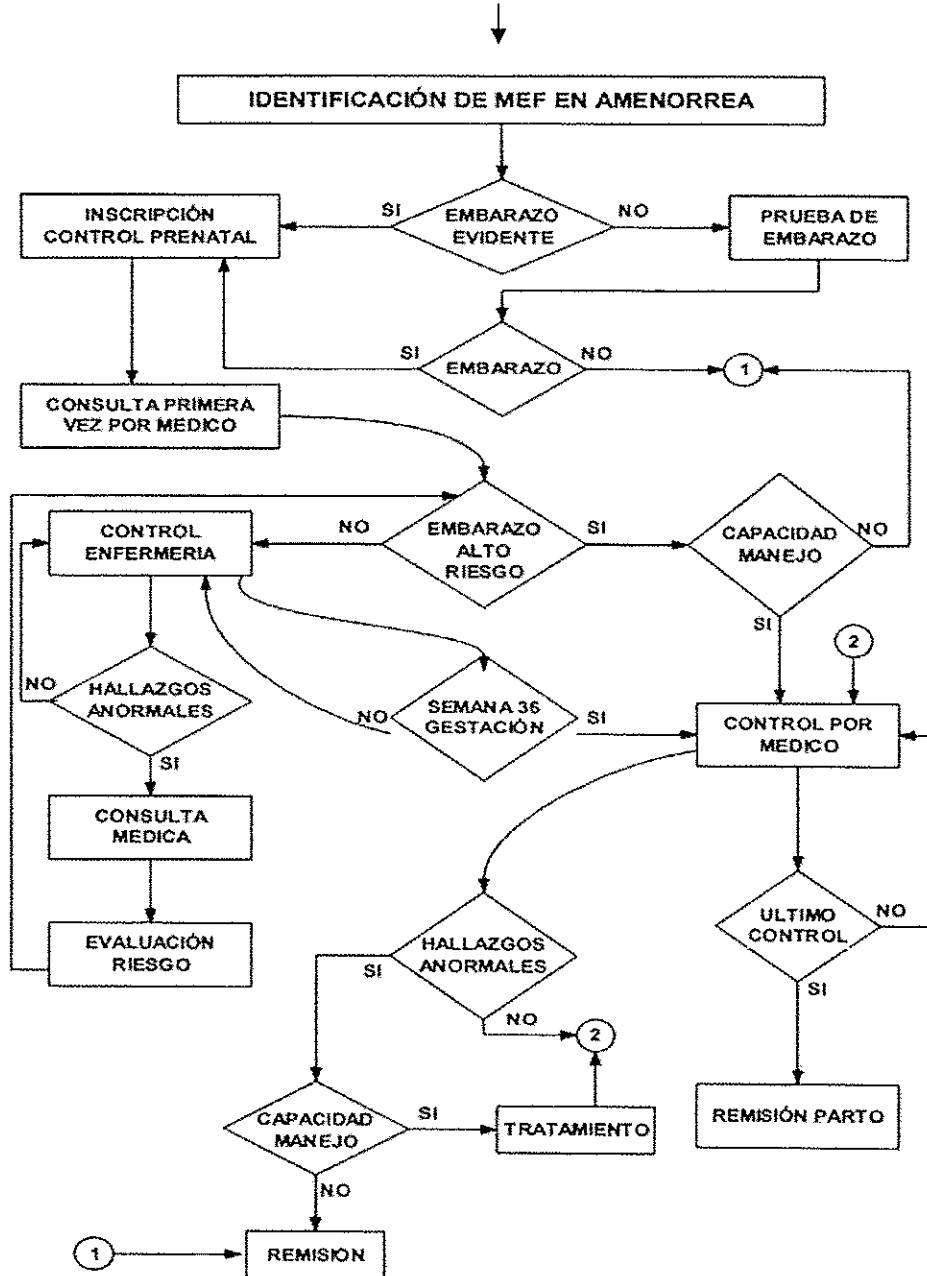 IDENTIFICACIÓN DE MEF EN AMENORREA
INSCRIPCIÓN
CONTROL PRENATAL
SI
EMBARAZO
EVIDENTE
NO
PRUEBA DE
EMBARAZO
SI
EMBARAZO
NO
1
CONSULTA PRIMERA
VEZ POR MEDICO
CONTROL
ENFERMERIA
NO
EMBARAZO
ALTO
RIESGO
SI
CAPACIDAD
MANEJO
NO
SI
2
NO
HALLAZGOS
ANORMALES
SI
NO
SEMANA 36
GESTACIÓN
SI
CONTROL POR
MEDICO
CONSULTA
MEDICA
EVALUACIÓN
RIESGO
HALLAZGOS
ANORMALES
SI
NO
2
ULTIMO
CONTROL
NO
SI
CAPACIDAD
MANEJO
SI
TRATAMIENTO
REMISIÓN PARTO
NO
1
REMISION